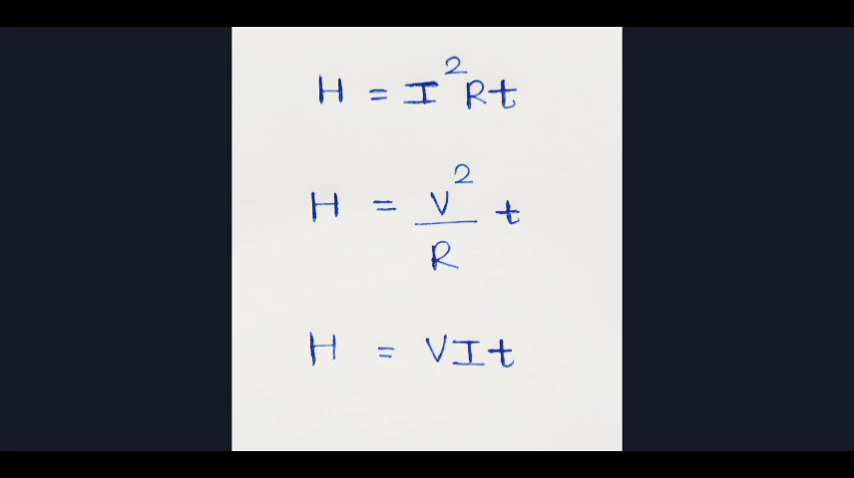 H = I²Rt
H = V²/R t
H = VIt